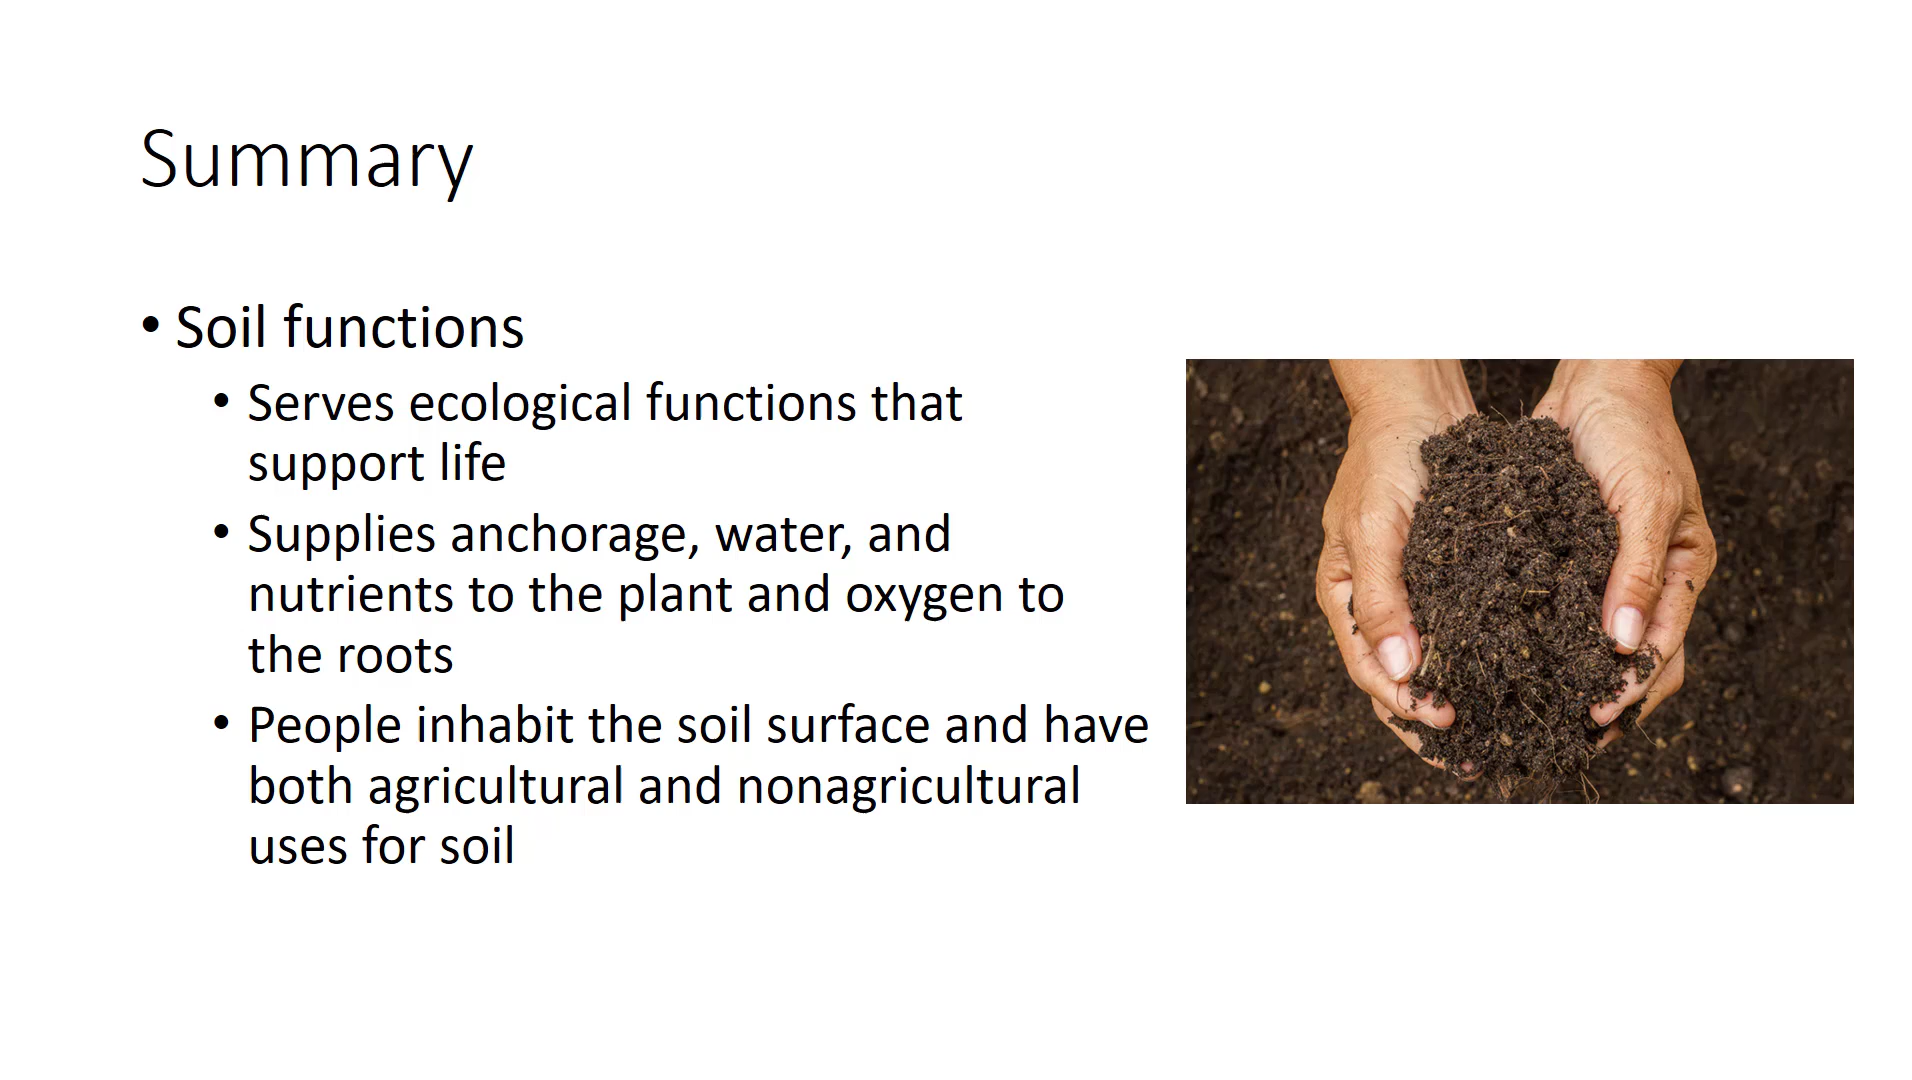 Summary
• Soil functions
• Serves ecological functions that
support life
• Supplies anchorage, water, and
nutrients to the plant and oxygen to
the roots
• People inhabit the soil surface and have
both agricultural and nonagricultural
uses for soil